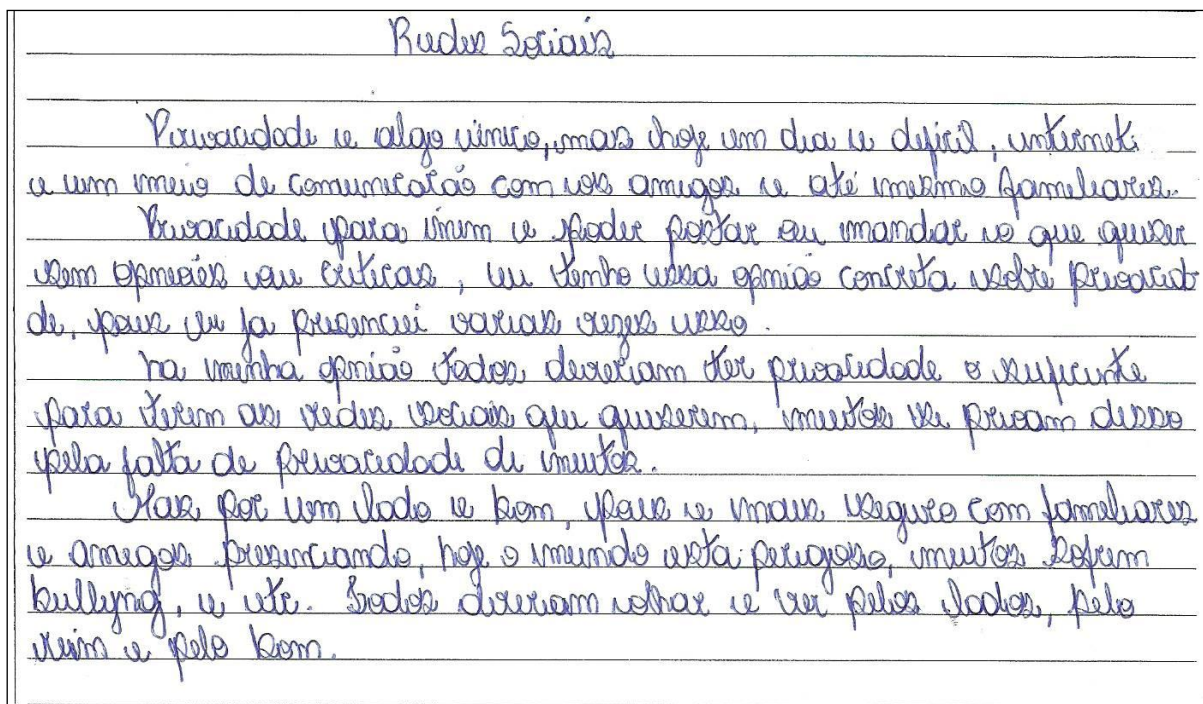 Redes Sociais
Privacidade e algo único, mas hoje em dia e dificil, internet
e um meio de comunicação com os amigos e até mesmo familiares.
Privacidade para mim e poder postar ou mandar o que quiser
sem opiniões ou criticas, eu tenho essa opnião concreta sobre privacida
de, pois eu ja presenciei varias vezes isso.
na minha opnião todos deveriam ter privacidade o suficiente
para terem as redes sociais que quiserem, muitos se privam disso
pela falta de privacidade de muitos.
Mas por um lado e bom, pois e mais seguro com familiares
e amigos presenciando, hoje o mundo esta perigoso, muitos sofrem
bullyng, e etc. Todos deveriam olhar e ver pelos lados, pelo
ruim e pelo bom.